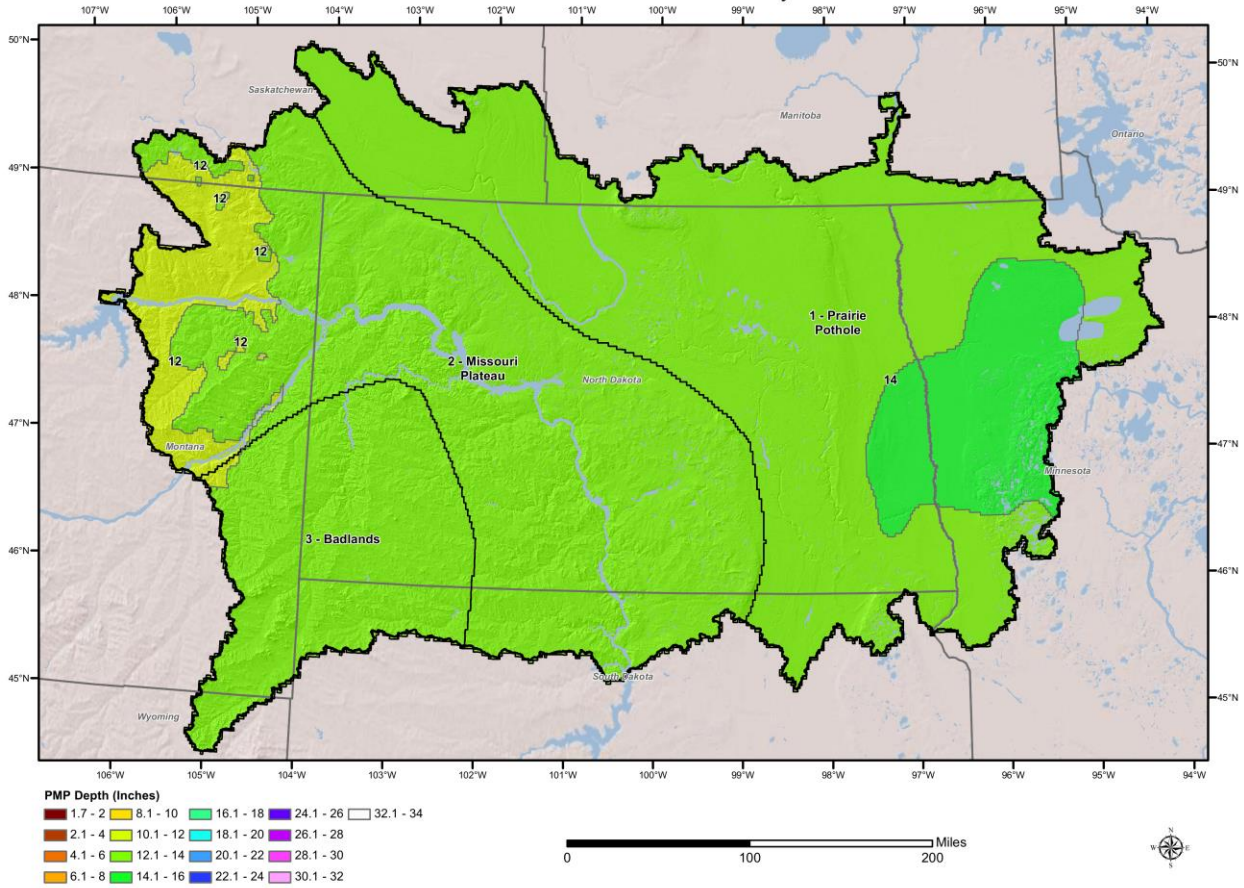 107°W 106°W 105°W 104°W 103°W 102°W 101°W 100°W 99°W 98°W 97°W 96°W 95°W 94°W
50°N 50°N
Saskatchewan
Manitoba
Ontario
49°N 49°N
12
12
12
48°N 48°N
1 - Prairie
Pothole
12
12
2 - Missouri
Plateau
North Dakota
14
47°N 47°N
Montana
Minnesota
3 - Badlands
46°N 46°N
45°N 45°N
South Dakota
Wyoming
106°W 105°W 104°W 103°W 102°W 101°W 100°W 99°W 98°W 97°W 96°W 95°W 94°W
PMP Depth (Inches)
1.7 - 2 8.1 - 10 16.1 - 18 24.1 - 26 32.1 - 34
2.1 - 4 10.1 - 12 18.1 - 20 26.1 - 28
4.1 - 6 12.1 - 14 20.1 - 22 28.1 - 30
6.1 - 8 14.1 - 16 22.1 - 24 30.1 - 32
Miles
0 100 200
N
W E
S